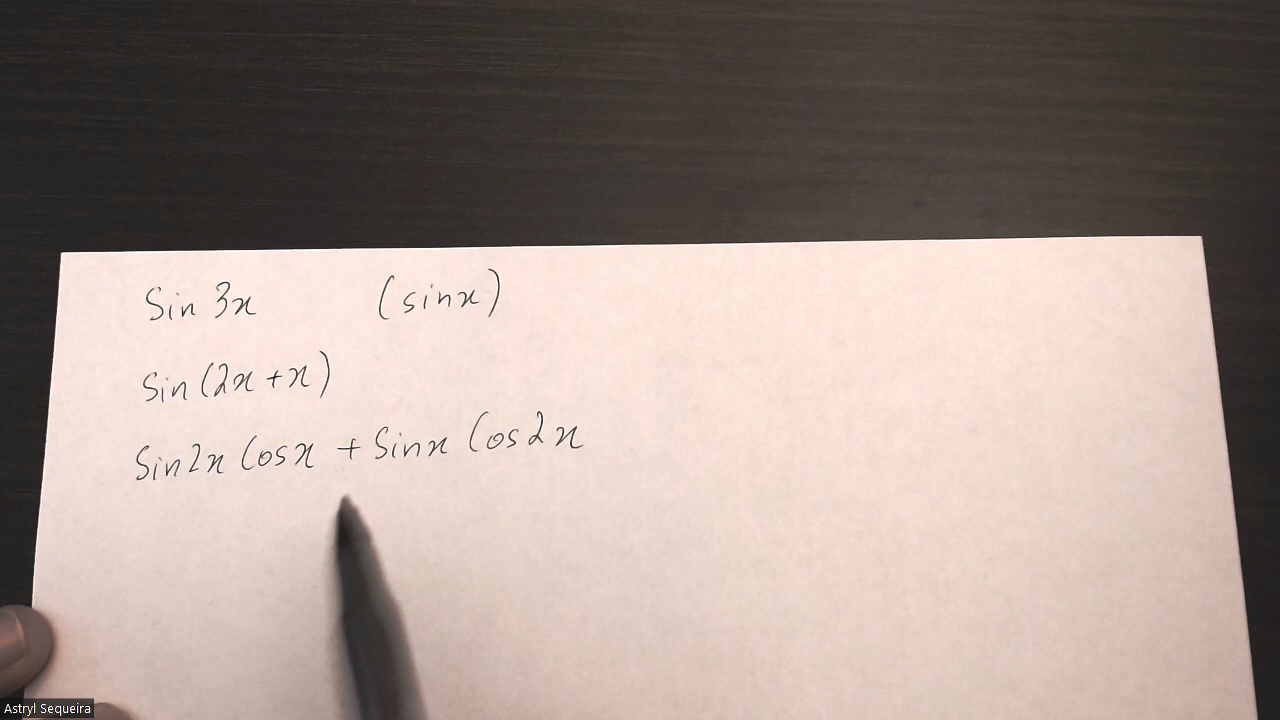 Sin 3x (sinx)
Sin (2x + x)
Sin2x Cosx + Sinx Cos2x
Astryl Sequeira